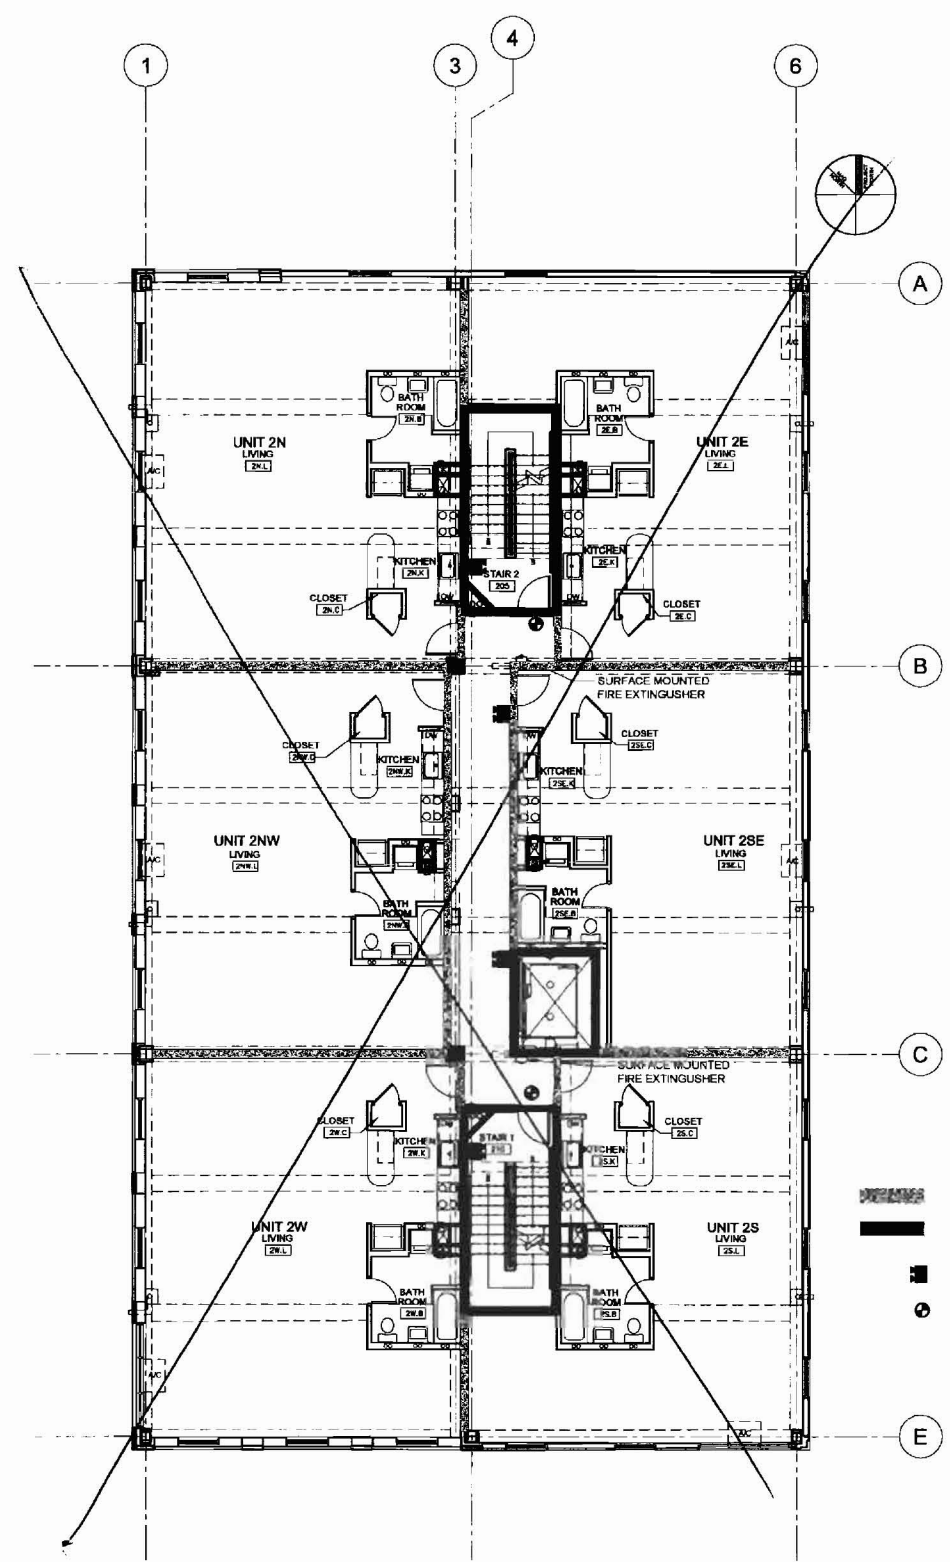 4
1
3
6
A
A/C
BATH
ROOM
2N.B
BATH
ROOM
2E.B
UNIT 2N
LIVING
2N.L
UNIT 2E
LIVING
2E.L
A/C
KITCHEN
2N.K
STAIR 2
205
KITCHEN
2E.K
DW
DW
CLOSET
2N.C
CLOSET
2E.C
B
SURFACE MOUNTED
FIRE EXTINGUSHER
CLOSET
2NW.C
CLOSET
2SE.C
KITCHEN
2NW.K
KITCHEN
2SE.K
UNIT 2NW
LIVING
2NW.L
UNIT 2SE
LIVING
2SE.L
A/C
A/C
BATH
ROOM
BATH
ROOM
2SE.B
C
SURFACE MOUNTED
FIRE EXTINGUSHER
CLOSET
2W.C
CLOSET
2S.C
KITCHEN
2W.K
STAIR 1
210
KITCHEN
2S.K
UNIT 2W
LIVING
2W.L
UNIT 2S
LIVING
2S.L
BATH
ROOM
2W.B
BATH
ROOM
2S.B
A/C
A/C
E